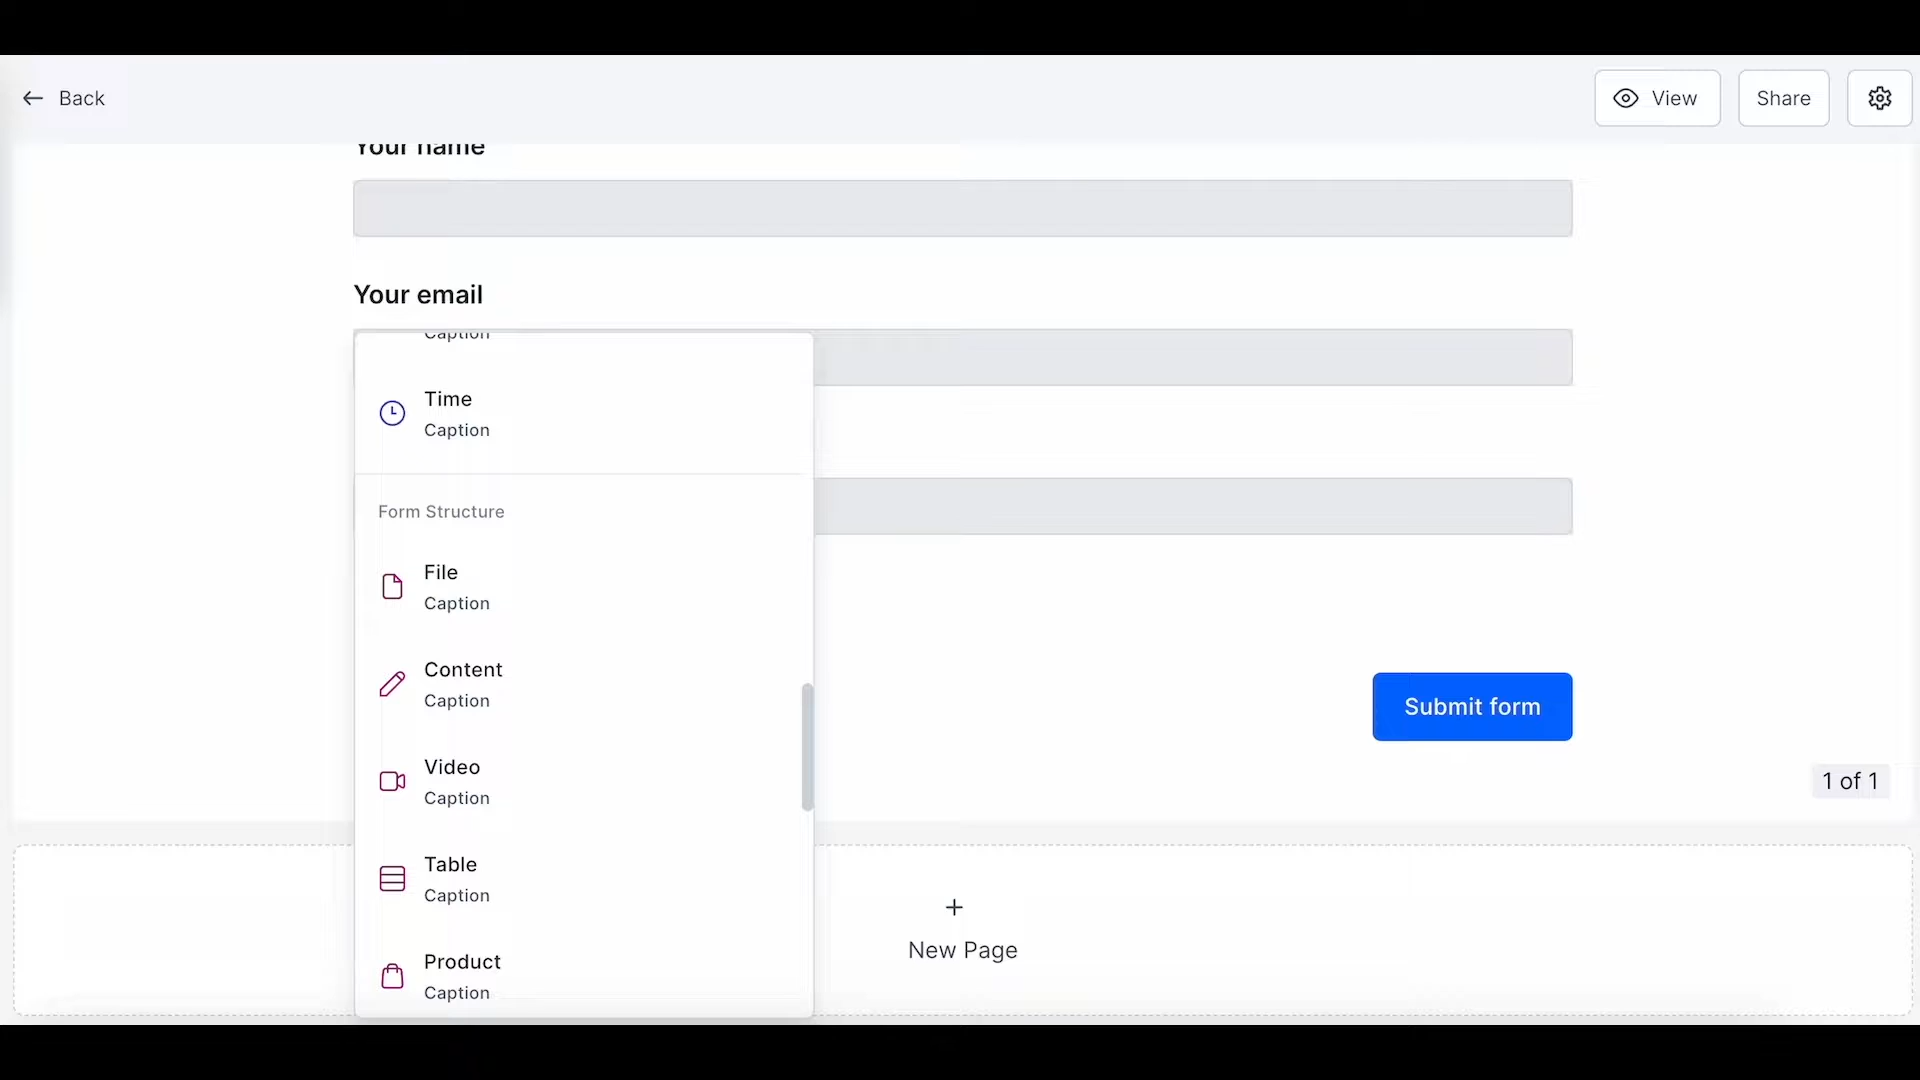 Back
View
Share
Your name
Your email
Caption
Time
Caption
Form Structure
File
Caption
Content
Caption
Video
Caption
Table
Caption
Product
Caption
Submit form
1 of 1
New Page